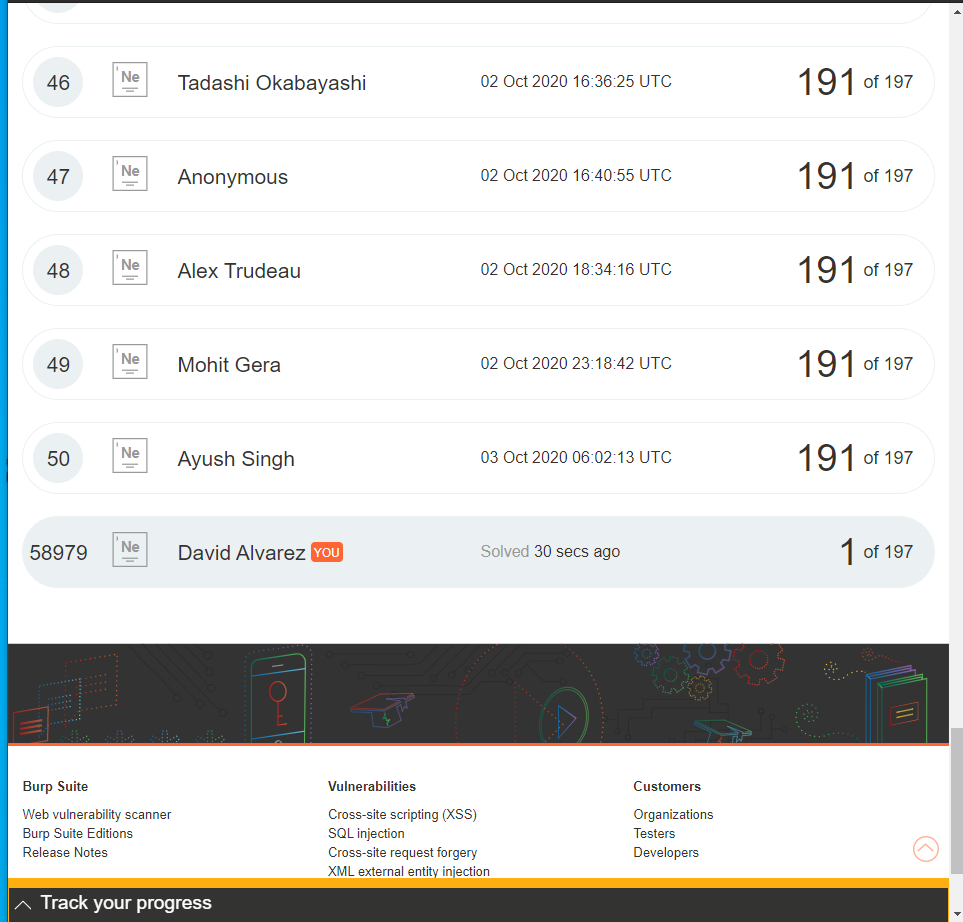 46 Ne Tadashi Okabayashi 02 Oct 2020 16:36:25 UTC 191 of 197
47 Ne Anonymous 02 Oct 2020 16:40:55 UTC 191 of 197
48 Ne Alex Trudeau 02 Oct 2020 18:34:16 UTC 191 of 197
49 Ne Mohit Gera 02 Oct 2020 23:18:42 UTC 191 of 197
50 Ne Ayush Singh 03 Oct 2020 06:02:13 UTC 191 of 197
58979 Ne David Alvarez YOU Solved 30 secs ago 1 of 197
Burp Suite
Web vulnerability scanner
Burp Suite Editions
Release Notes
Vulnerabilities
Cross-site scripting (XSS)
SQL injection
Cross-site request forgery
XML external entity injection
Customers
Organizations
Testers
Developers
Track your progress